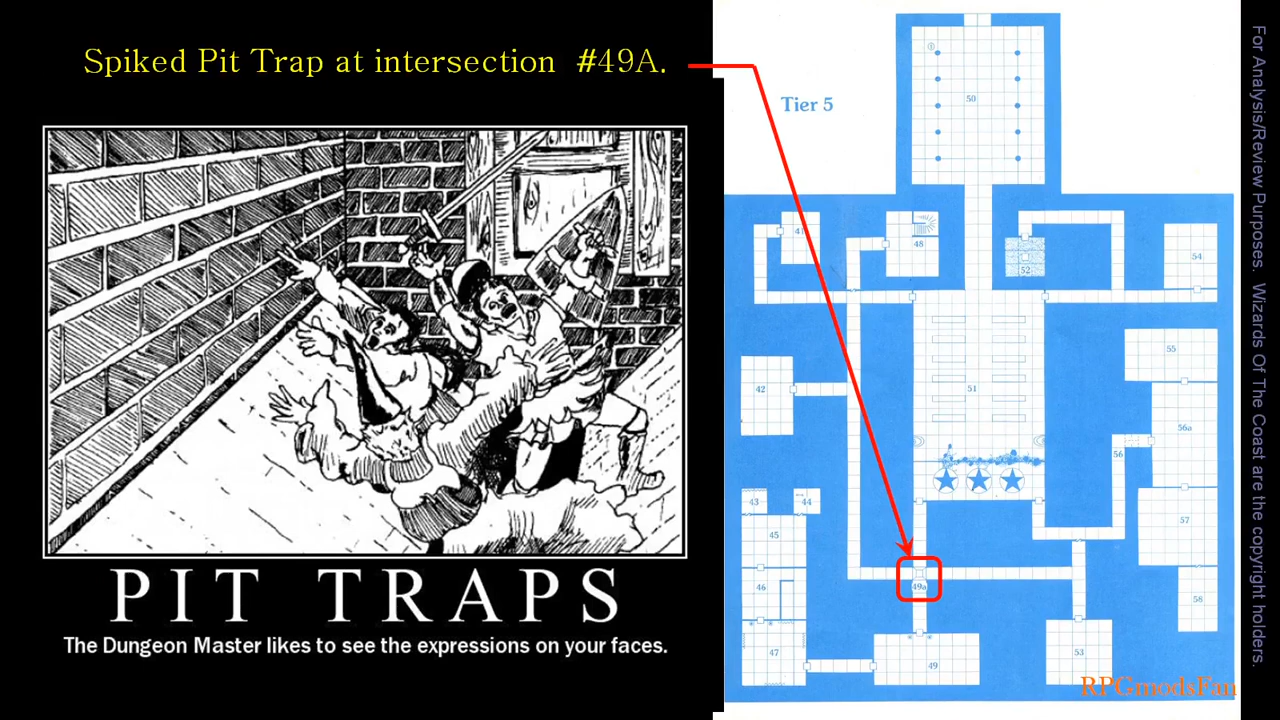 Spiked Pit Trap at intersection #49A.
PIT TRAPS
The Dungeon Master likes to see the expressions on your faces.
Tier 5
50
41
48
52
54
55
42
51
56a
56
43
44
45
57
46
49a
58
47
49
53
RPGmodsFan
For Analysis/Review Purposes. Wizards Of The Coast are the copyright holders.